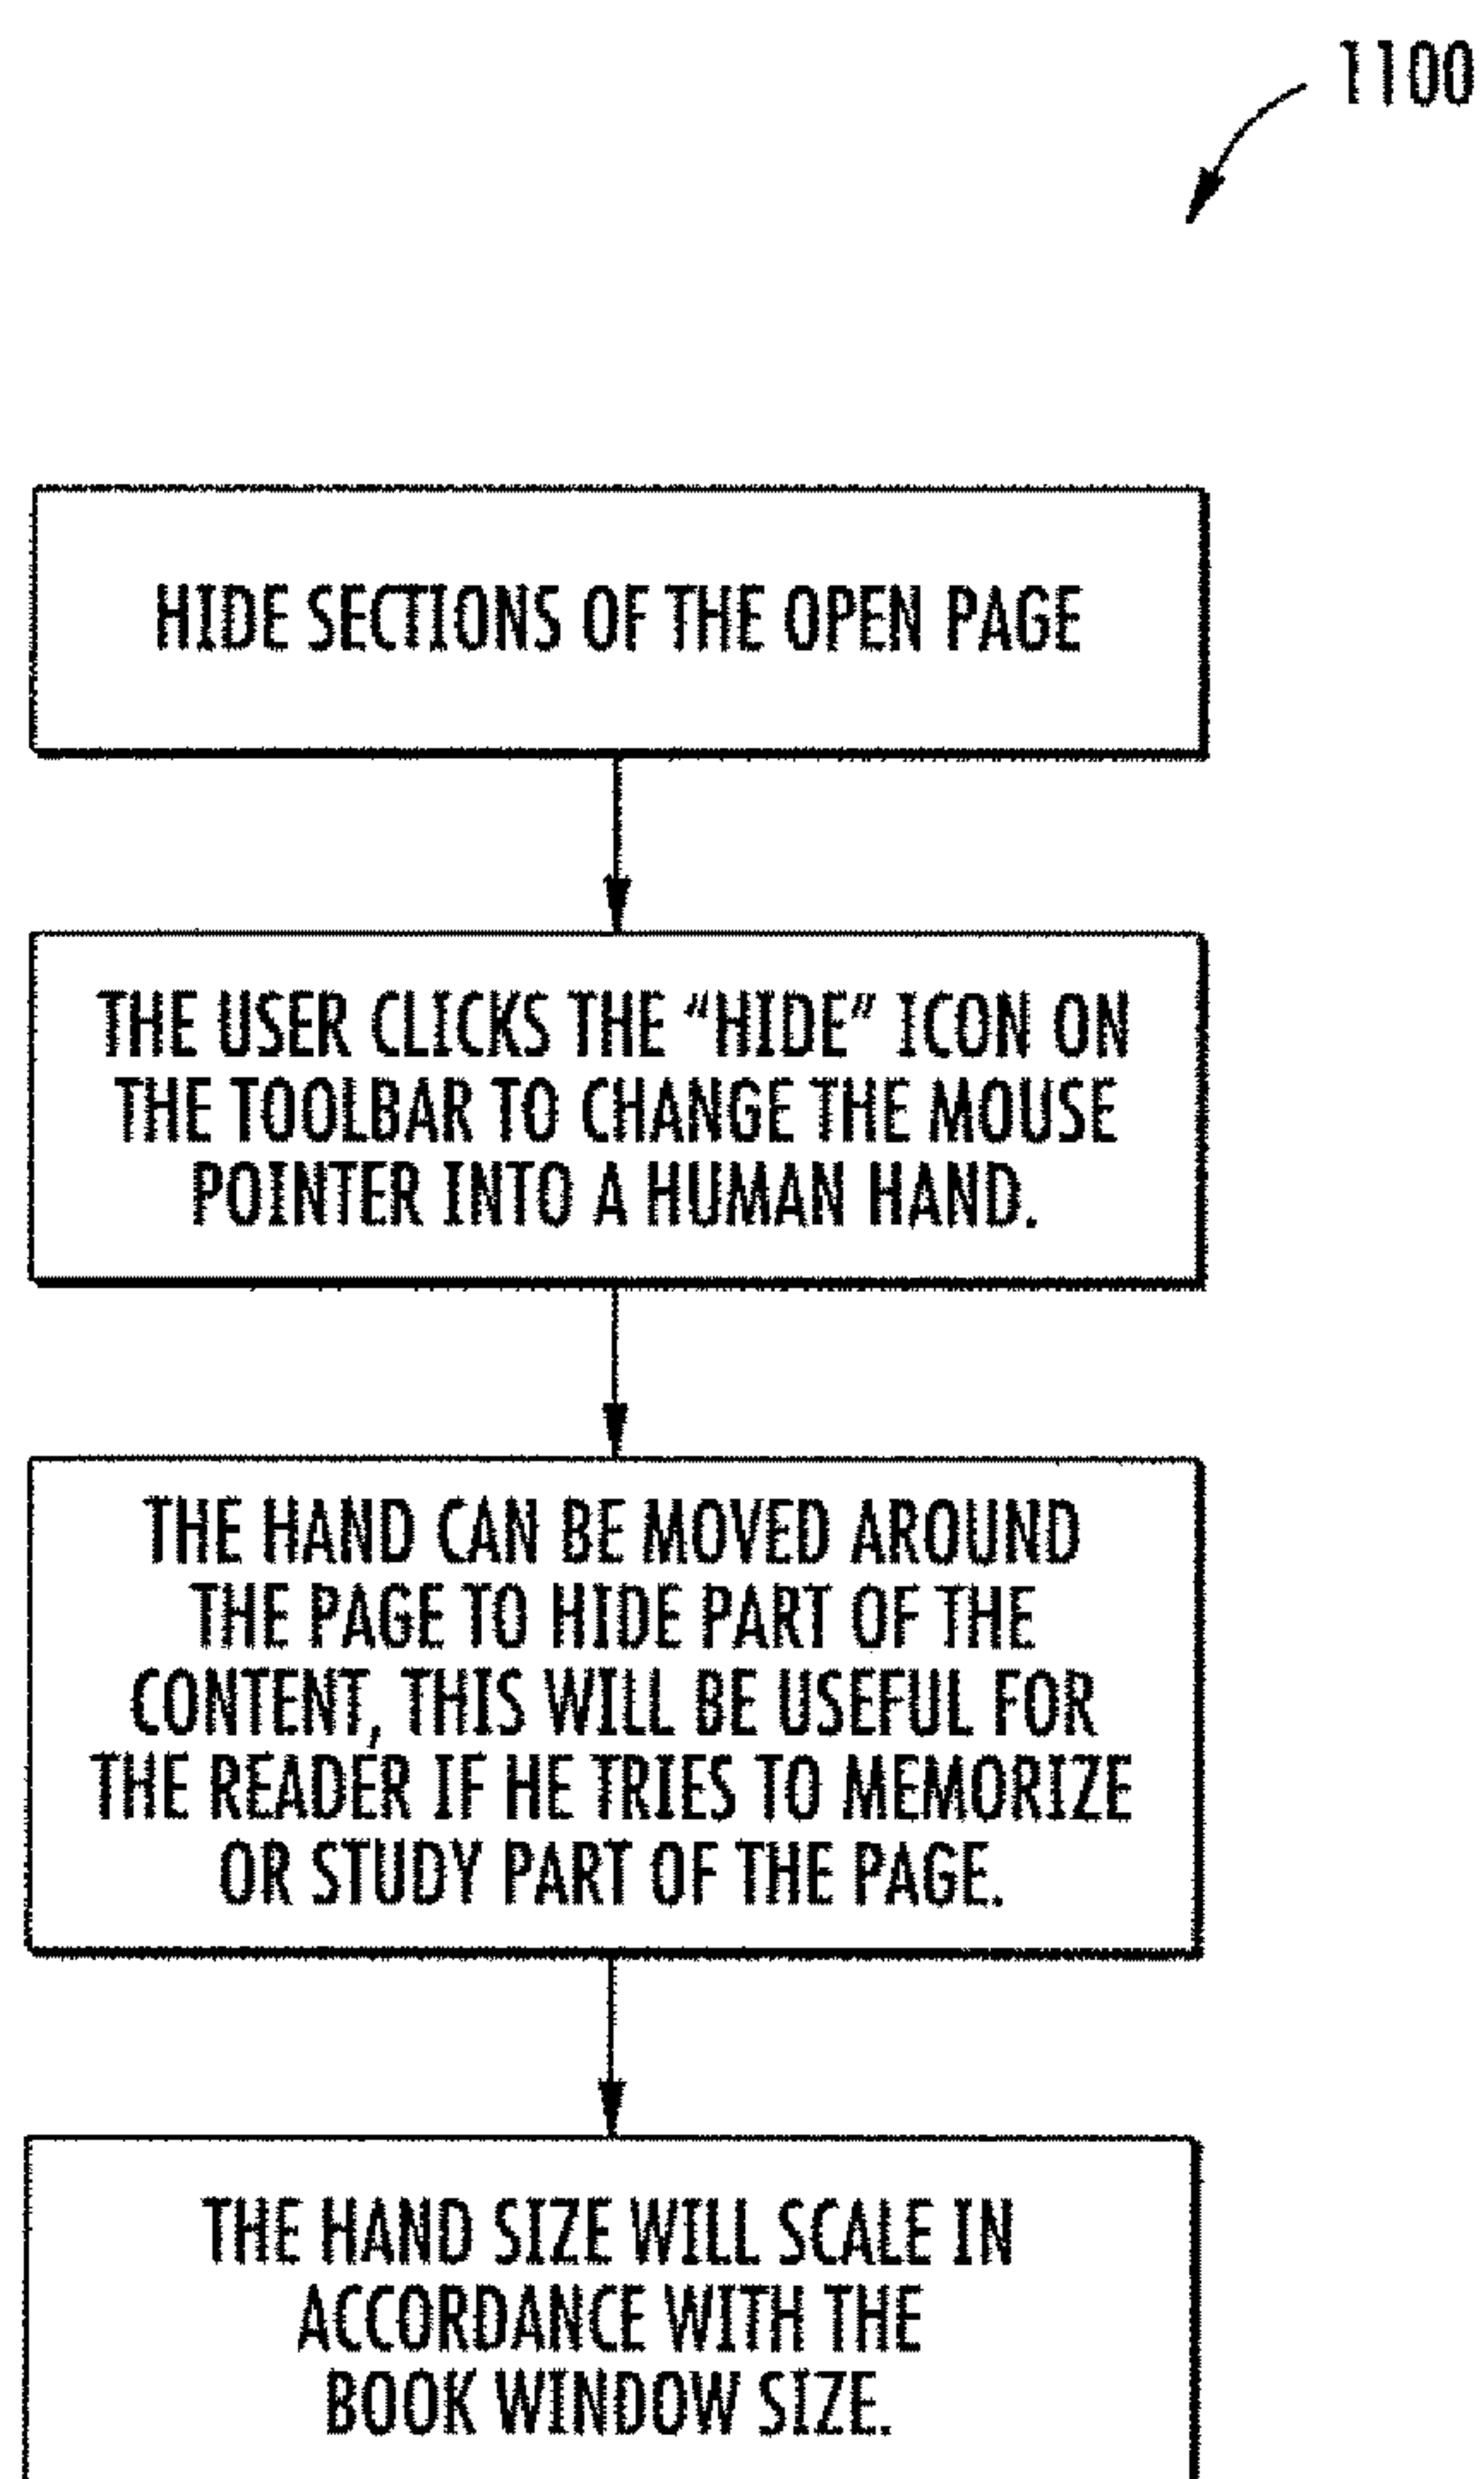 1100
HIDE SECTIONS OF THE OPEN PAGE
THE USER CLICKS THE “HIDE” ICON ON
THE TOOLBAR TO CHANGE THE MOUSE
POINTER INTO A HUMAN HAND.
THE HAND CAN BE MOVED AROUND
THE PAGE TO HIDE PART OF THE
CONTENT, THIS WILL BE USEFUL FOR
THE READER IF HE TRIES TO MEMORIZE
OR STUDY PART OF THE PAGE.
THE HAND SIZE WILL SCALE IN
ACCORDANCE WITH THE
BOOK WINDOW SIZE.